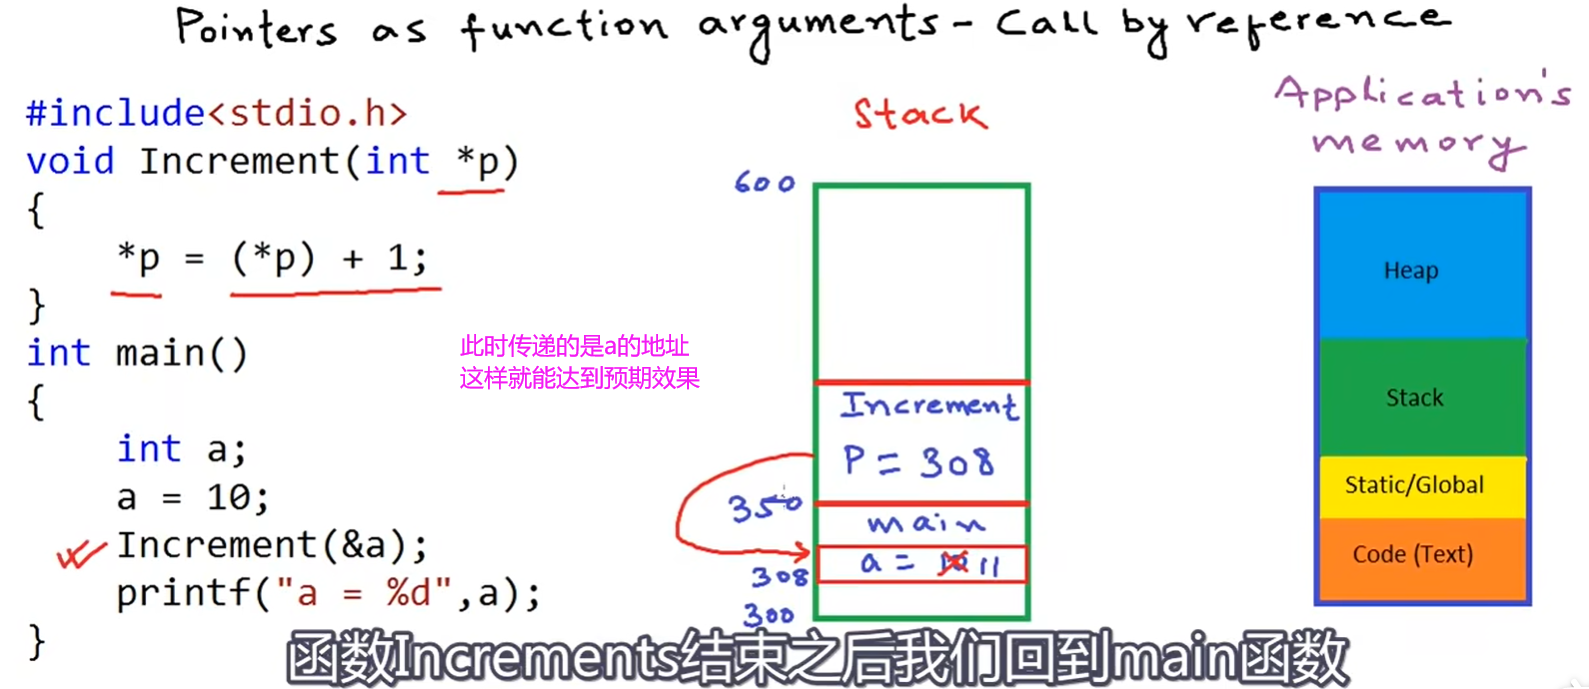 Pointers as function arguments - Call by reference
#include<stdio.h>
void Increment(int *p)
{
*p = (*p) + 1;
}
int main()
{
int a;
a = 10;
Increment(&a);
printf("a = %d",a);
}
此时传递的是a的地址
这样就能达到预期效果
Stack
600
Increment
P = 308
350
main
a = 10 11
308
300
Application's
memory
Heap
Stack
Static/Global
Code (Text)
函数Increments结束之后我们回到main函数